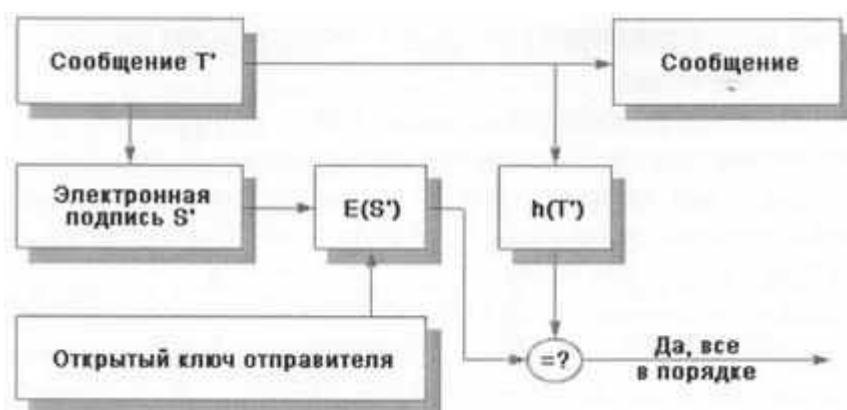 Сообщение T'
Сообщение
Электронная
подпись S'
E(S')
h(T')
Открытый ключ отправителя
=?
Да, все
в порядке